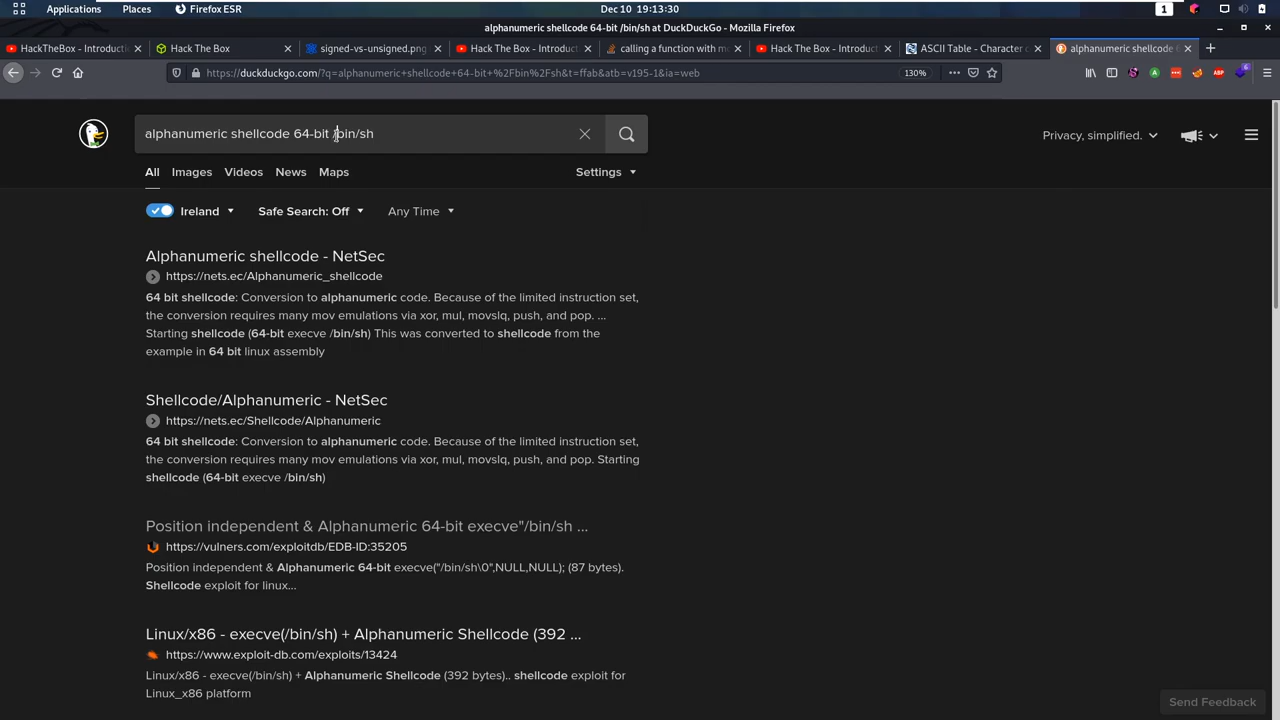 Applications Places Firefox ESR Dec 10 19:13:30 1
alphanumeric shellcode 64-bit /bin/sh at DuckDuckGo - Mozilla Firefox
HackTheBox - Introductio Hack The Box signed-vs-unsigned.png Hack The Box - Introducti calling a function with mo Hack The Box - Introducti ASCII Table - Character c alphanumeric shellcode 6
https://duckduckgo.com/?q=alphanumeric+shellcode+64-bit+%2Fbin%2Fsh&t=ffab&atb=v195-1&ia=web 130%
alphanumeric shellcode 64-bit /bin/sh Privacy, simplified.
All Images Videos News Maps Settings
Ireland Safe Search: Off Any Time
Alphanumeric shellcode - NetSec
https://nets.ec/Alphanumeric_shellcode
64 bit shellcode: Conversion to alphanumeric code. Because of the limited instruction set,
the conversion requires many mov emulations via xor, mul, movslq, push, and pop. ...
Starting shellcode (64-bit execve /bin/sh) This was converted to shellcode from the
example in 64 bit linux assembly
Shellcode/Alphanumeric - NetSec
https://nets.ec/Shellcode/Alphanumeric
64 bit shellcode: Conversion to alphanumeric code. Because of the limited instruction set,
the conversion requires many mov emulations via xor, mul, movslq, push, and pop. Starting
shellcode (64-bit execve /bin/sh)
Position independent & Alphanumeric 64-bit execve"/bin/sh ...
https://vulners.com/exploitdb/EDB-ID:35205
Position independent & Alphanumeric 64-bit execve("/bin/sh\0",NULL,NULL); (87 bytes).
Shellcode exploit for linux...
Linux/x86 - execve(/bin/sh) + Alphanumeric Shellcode (392 ...
https://www.exploit-db.com/exploits/13424
Linux/x86 - execve(/bin/sh) + Alphanumeric Shellcode (392 bytes).. shellcode exploit for
Linux_x86 platform
Send Feedback